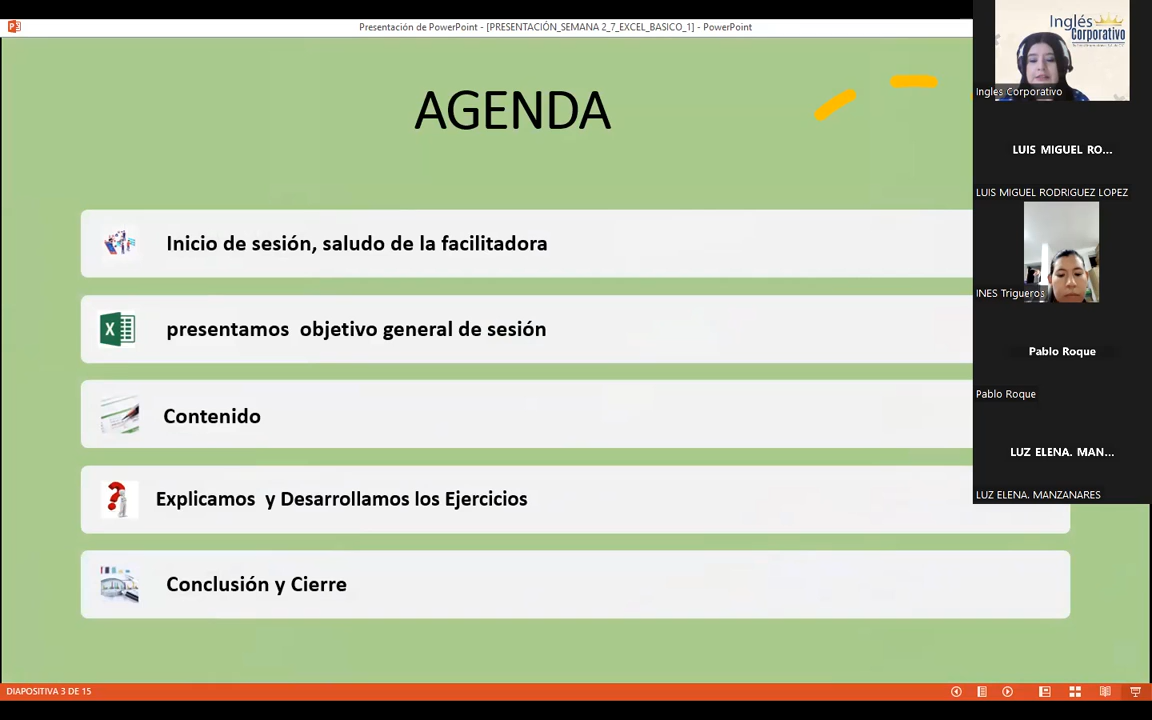 Presentación de PowerPoint - [PRESENTACIÓN_SEMANA 2_7_EXCEL_BASICO_1] - PowerPoint
AGENDA
Inicio de sesión, saludo de la facilitadora
presentamos objetivo general de sesión
Contenido
Explicamos y Desarrollamos los Ejercicios
Conclusión y Cierre
DIAPOSITIVA 3 DE 15
Inglés
Corporativo
Ingles Corporativo
LUIS MIGUEL RO...
LUIS MIGUEL RODRIGUEZ LOPEZ
INES Trigueros
Pablo Roque
Pablo Roque
LUZ ELENA. MAN...
LUZ ELENA. MANZANARES